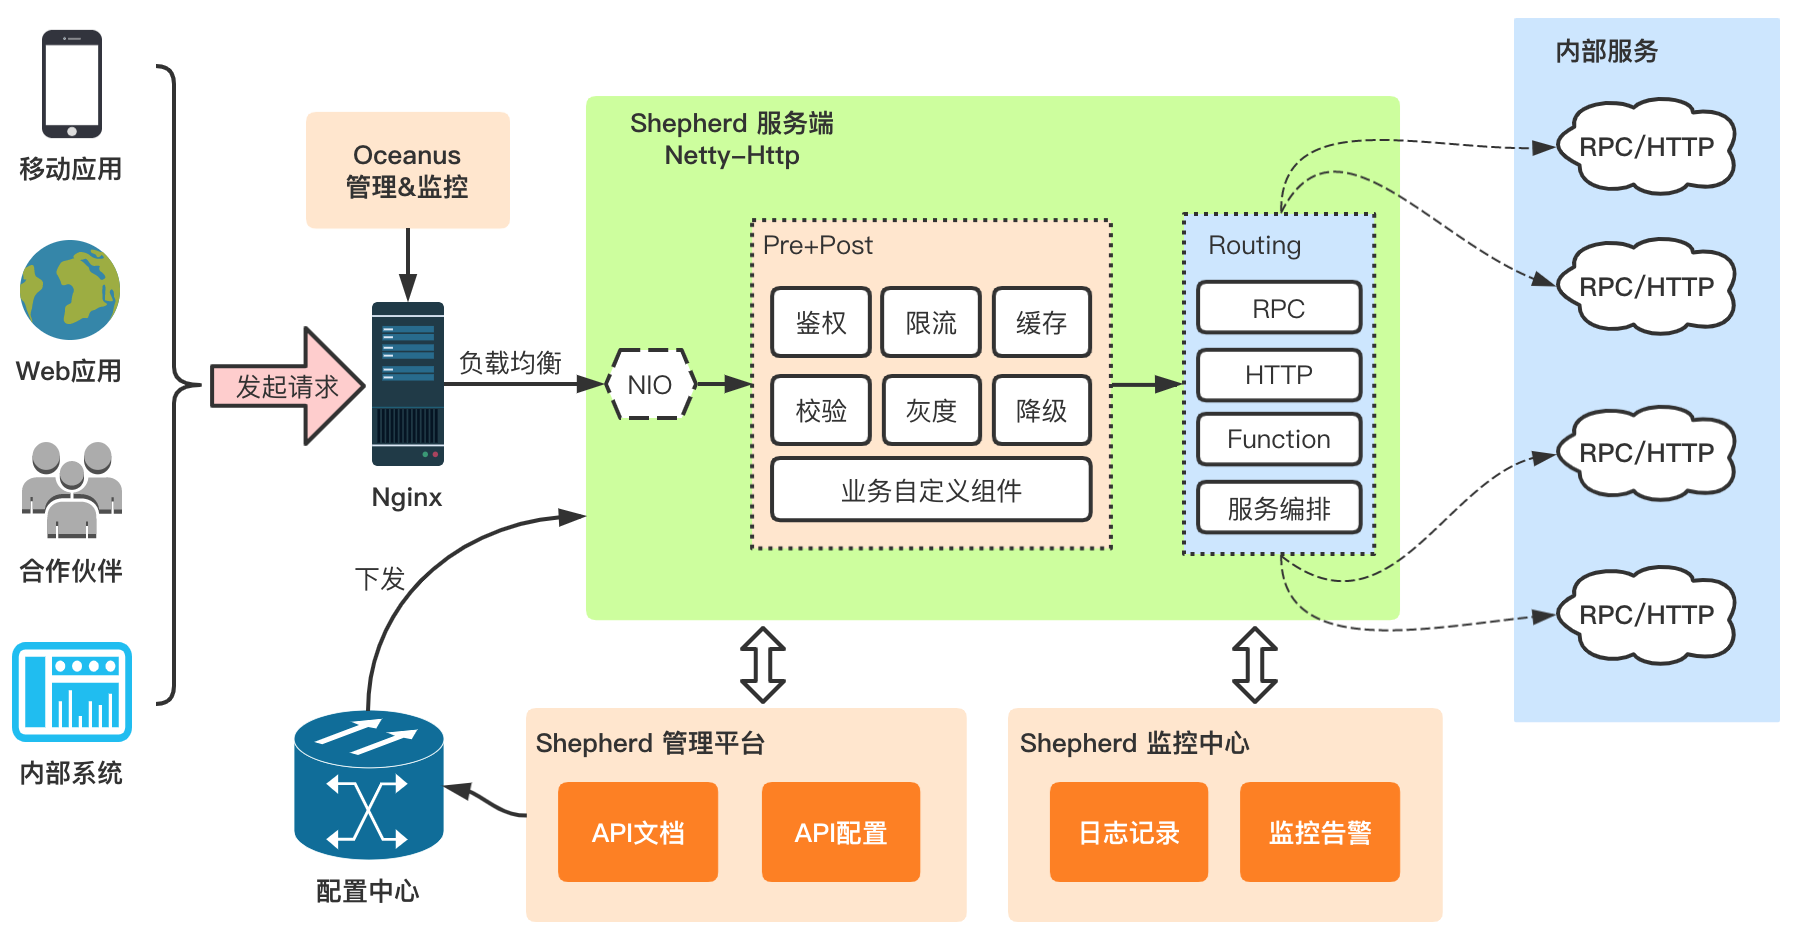 移动应用
Web应用
合作伙伴
内部系统
发起请求
Oceanus
管理&监控
Nginx
负载均衡
下发
配置中心
Shepherd 服务端
Netty-Http
NIO
Pre+Post
鉴权
限流
缓存
校验
灰度
降级
业务自定义组件
Routing
RPC
HTTP
Function
服务编排
内部服务
RPC/HTTP
RPC/HTTP
RPC/HTTP
RPC/HTTP
Shepherd 管理平台
API文档
API配置
Shepherd 监控中心
日志记录
监控告警